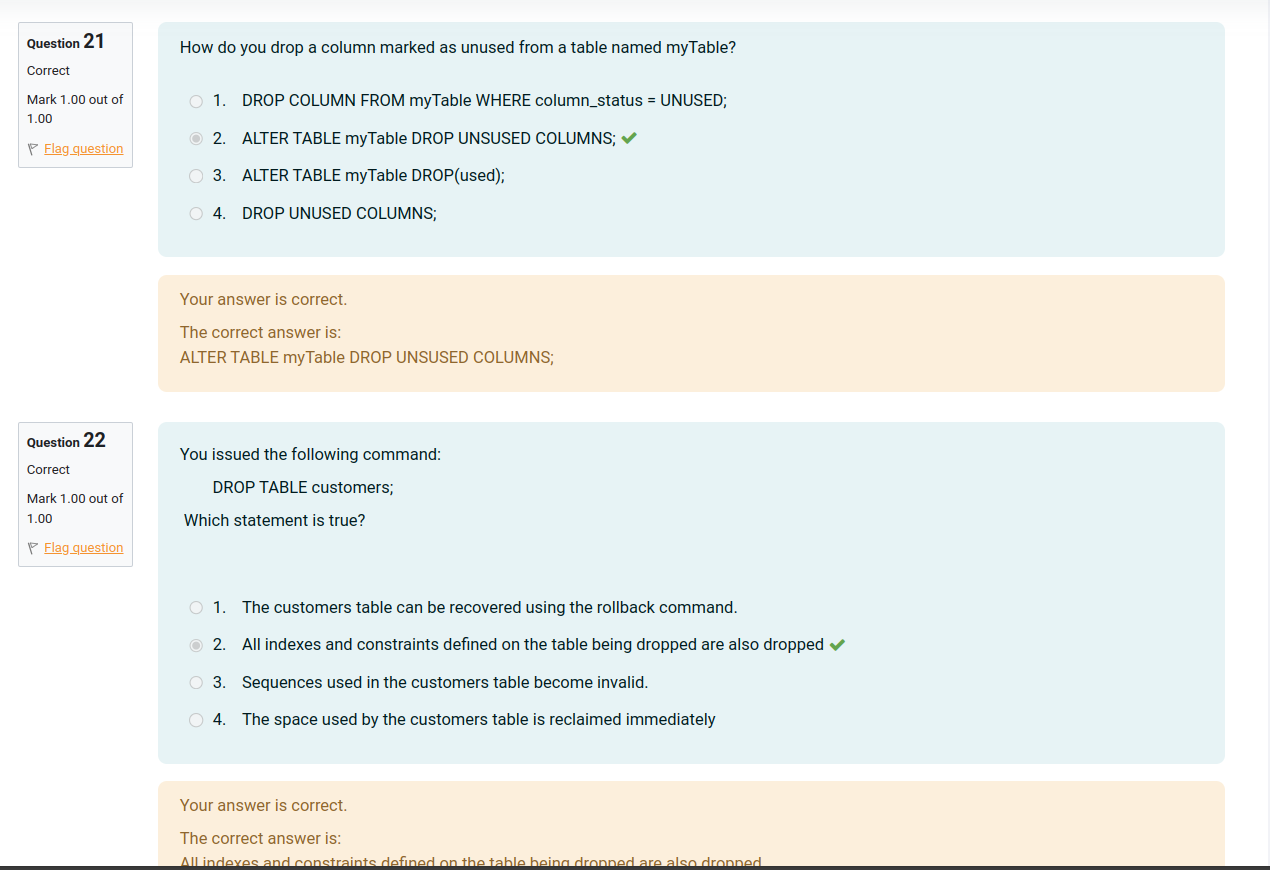 Question 21
Correct
Mark 1.00 out of
1.00
Flag question
How do you drop a column marked as unused from a table named myTable?
1. DROP COLUMN FROM myTable WHERE column_status = UNUSED;
2. ALTER TABLE myTable DROP UNSUSED COLUMNS;
3. ALTER TABLE myTable DROP(used);
4. DROP UNUSED COLUMNS;
Your answer is correct.
The correct answer is:
ALTER TABLE myTable DROP UNSUSED COLUMNS;
Question 22
Correct
Mark 1.00 out of
1.00
Flag question
You issued the following command:
DROP TABLE customers;
Which statement is true?
1. The customers table can be recovered using the rollback command.
2. All indexes and constraints defined on the table being dropped are also dropped
3. Sequences used in the customers table become invalid.
4. The space used by the customers table is reclaimed immediately
Your answer is correct.
The correct answer is:
All indexes and constraints defined on the table being dropped are also dropped